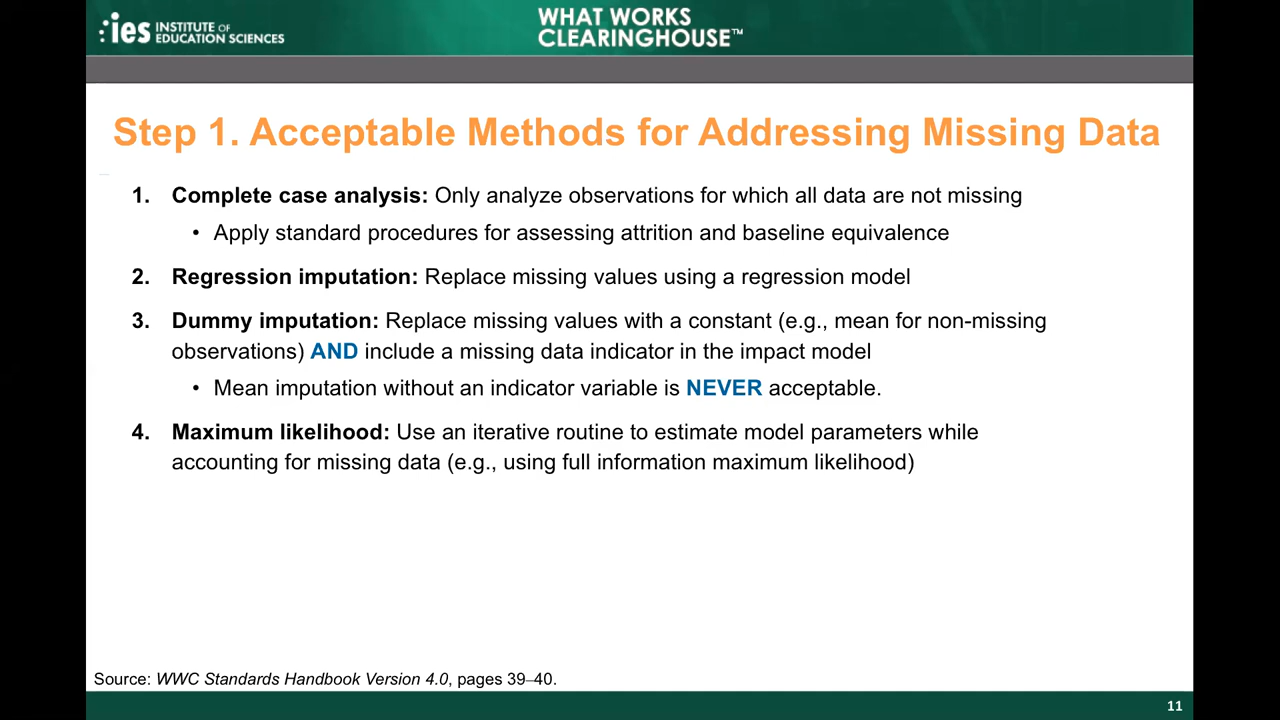 ies INSTITUTE OF
EDUCATION SCIENCES
WHAT WORKS
CLEARINGHOUSE™
Step 1. Acceptable Methods for Addressing Missing Data
1. Complete case analysis: Only analyze observations for which all data are not missing
• Apply standard procedures for assessing attrition and baseline equivalence
2. Regression imputation: Replace missing values using a regression model
3. Dummy imputation: Replace missing values with a constant (e.g., mean for non-missing
observations) AND include a missing data indicator in the impact model
• Mean imputation without an indicator variable is NEVER acceptable.
4. Maximum likelihood: Use an iterative routine to estimate model parameters while
accounting for missing data (e.g., using full information maximum likelihood)
Source: WWC Standards Handbook Version 4.0, pages 39–40.
11